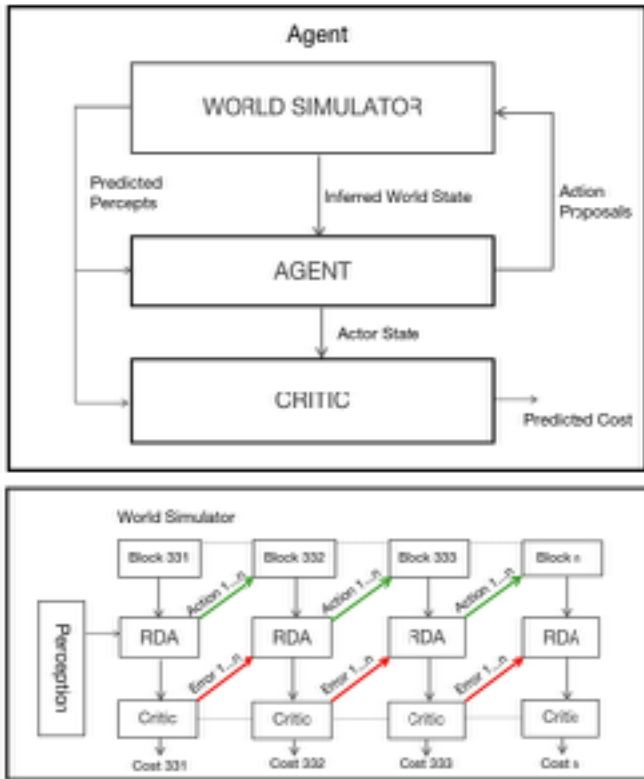 Agent
WORLD SIMULATOR
Predicted
Percepts
Inferred World State
Action
Proposals
AGENT
Actor State
CRITIC
Predicted Cost
World Simulator
Block 331
Block 332
Block 333
Block n
Action 1...n
Action 1...n
Action 1...n
Perception
RDA
RDA
RDA
RDA
Error 1...n
Error 1...n
Error 1...n
Critic
Critic
Critic
Critic
Cost 331
Cost 332
Cost 333
Cost